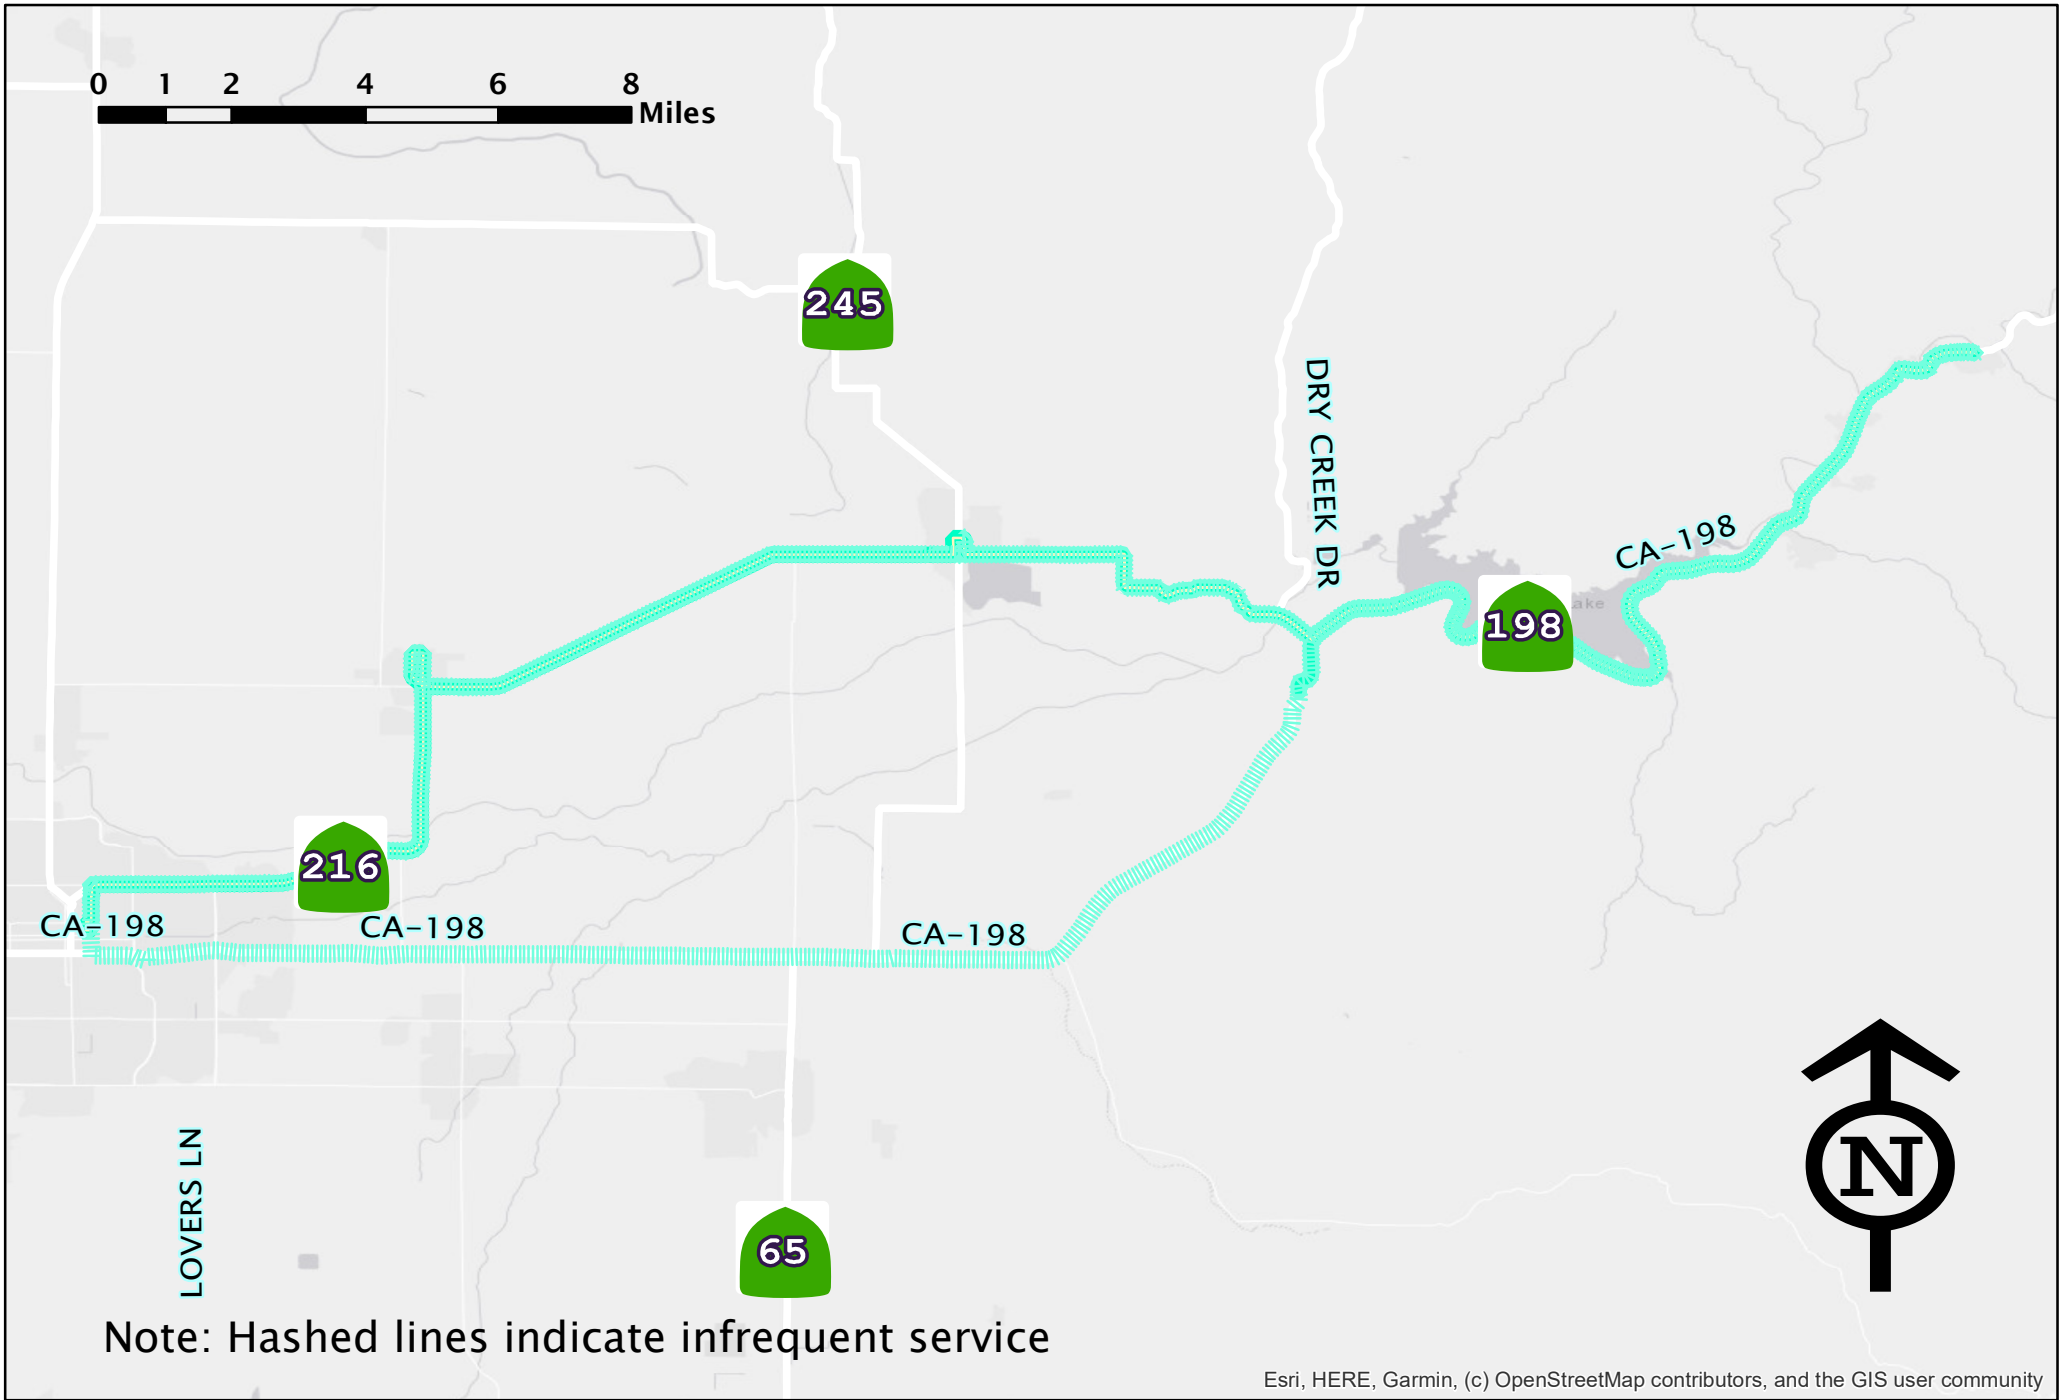 0 1 2 4 6 8
Miles
245
DRY CREEK DR
CA-198
198
ake
216
CA-198
CA-198
CA-198
N
LOVERS LN
65
Note: Hashed lines indicate infrequent service
Esri, HERE, Garmin, (c) OpenStreetMap contributors, and the GIS user community